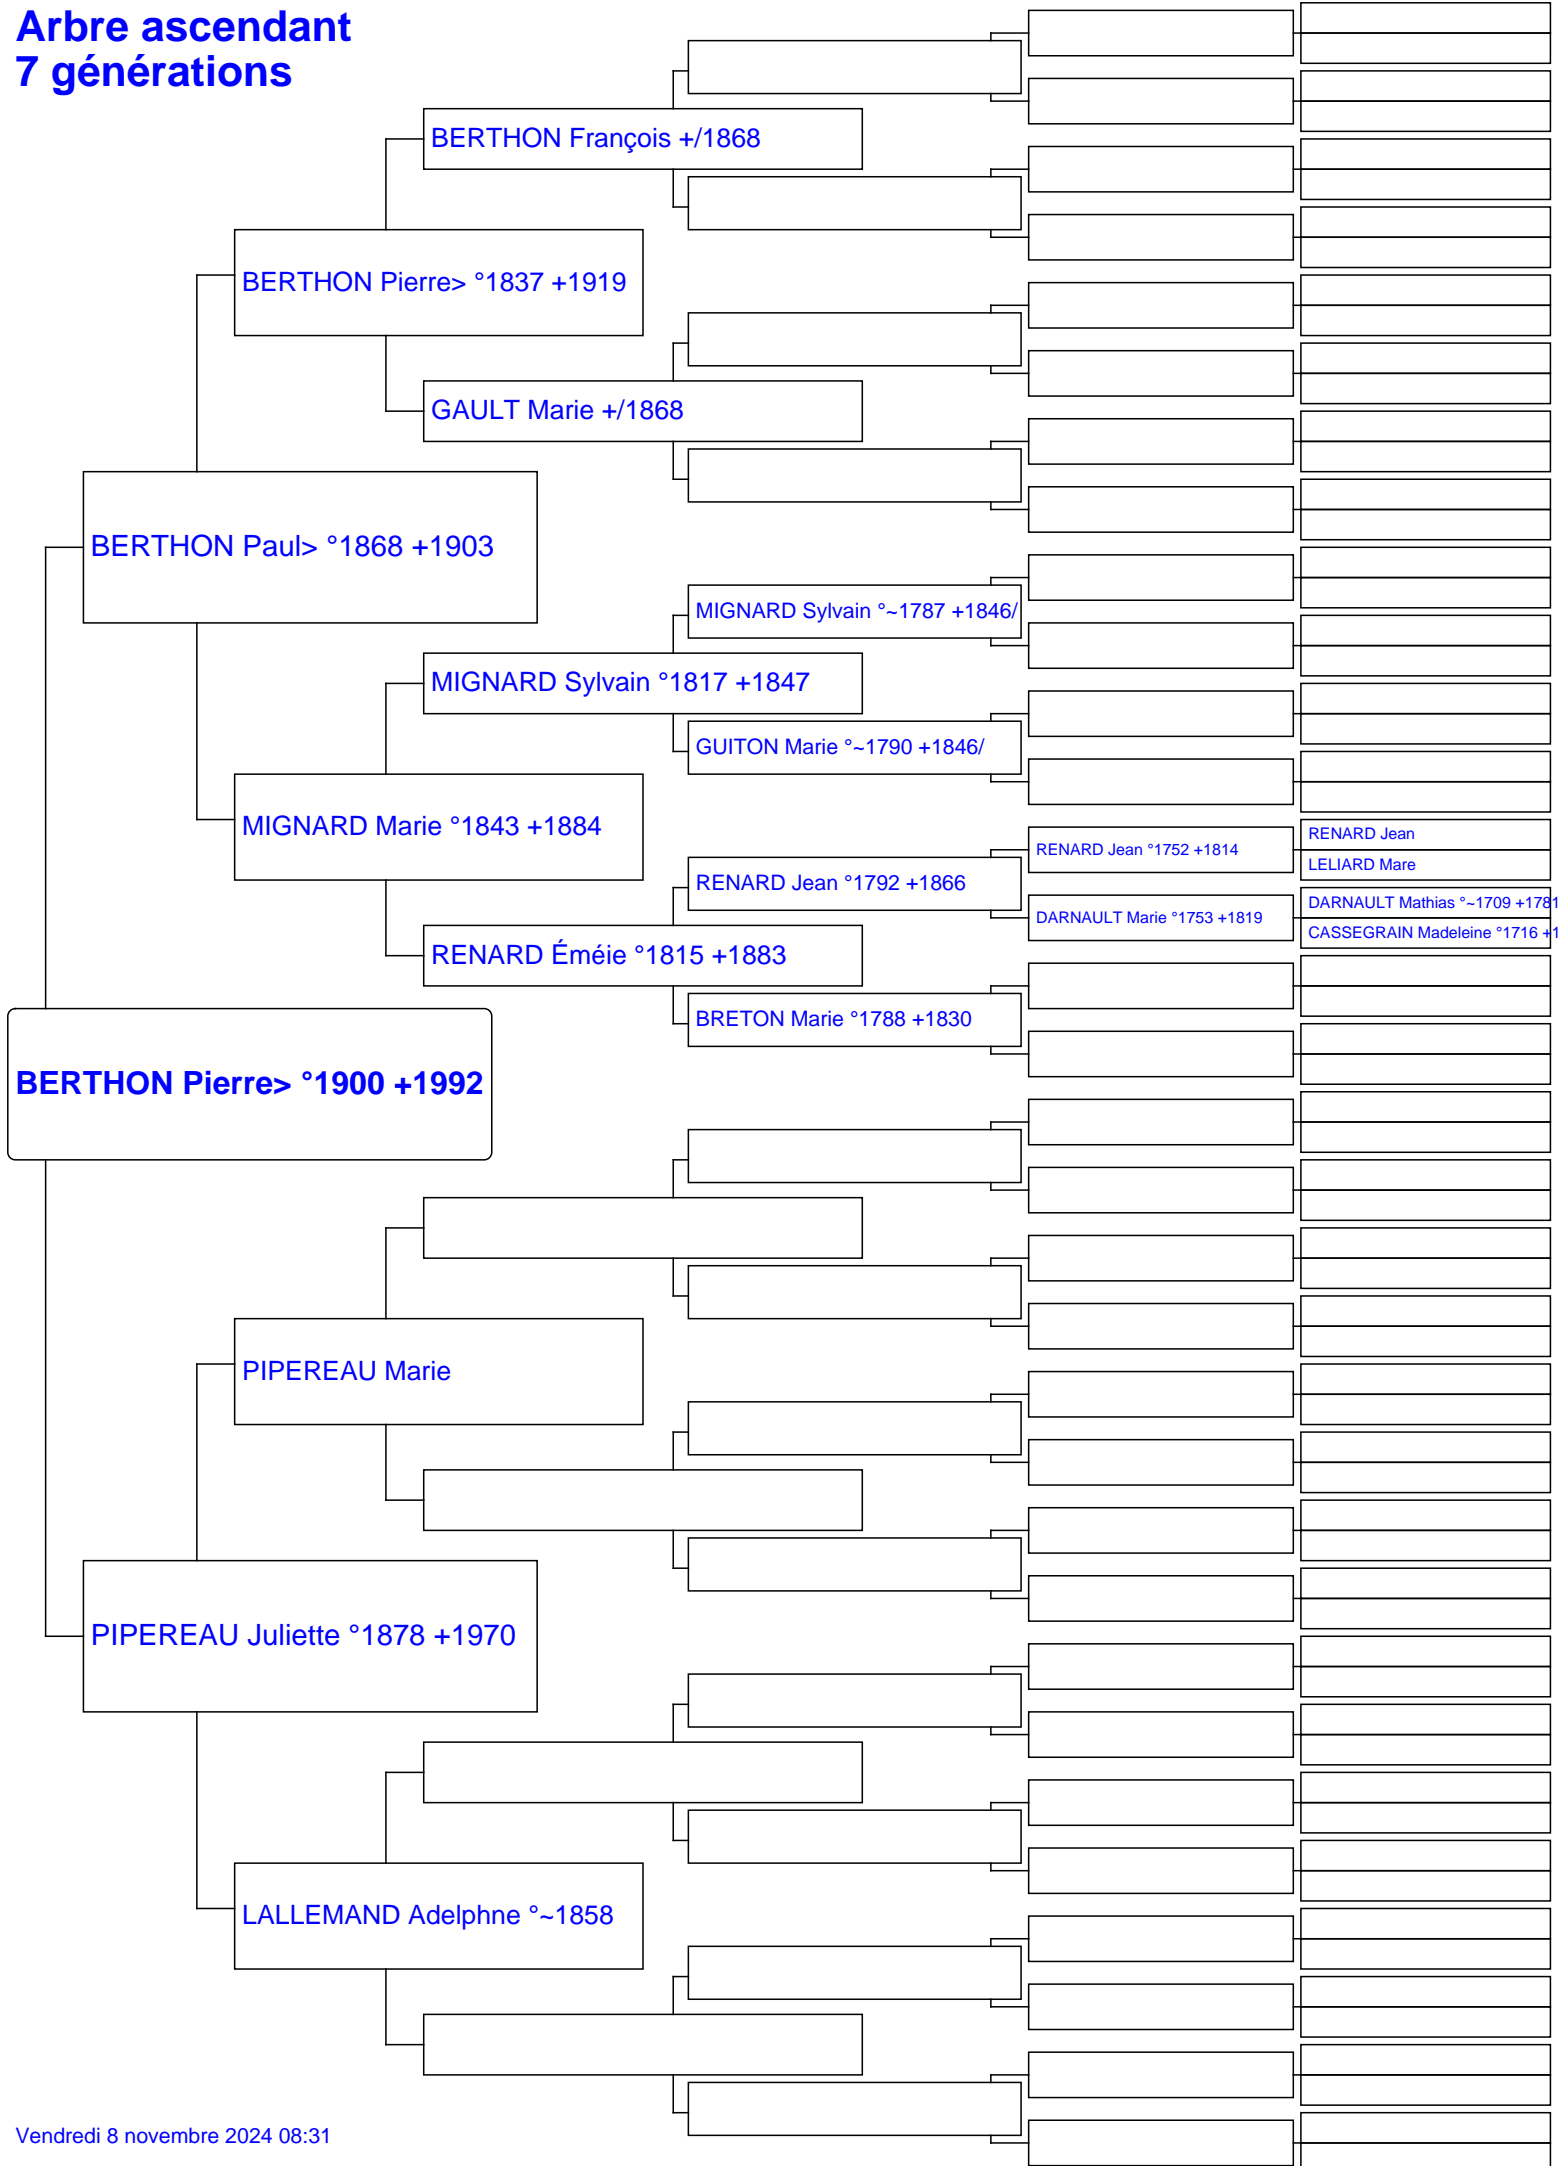 Arbre ascendant
7 générations
BERTHON François +/1868
BERTHON Pierre> °1837 +1919
GAULT Marie +/1868
BERTHON Paul> °1868 +1903
MIGNARD Sylvain °~1787 +1846/
MIGNARD Sylvain °1817 +1847
GUITON Marie °~1790 +1846/
MIGNARD Marie °1843 +1884
RENARD Jean
RENARD Jean °1752 +1814
LELIARD Mare
RENARD Jean °1792 +1866
DARNAULT Mathias °~1709 +1781
DARNAULT Marie °1753 +1819
CASSEGRAIN Madeleine °1716 +1
RENARD Éméie °1815 +1883
BRETON Marie °1788 +1830
BERTHON Pierre> °1900 +1992
PIPEREAU Marie
PIPEREAU Juliette °1878 +1970
LALLEMAND Adelphne °~1858
Vendredi 8 novembre 2024 08:31